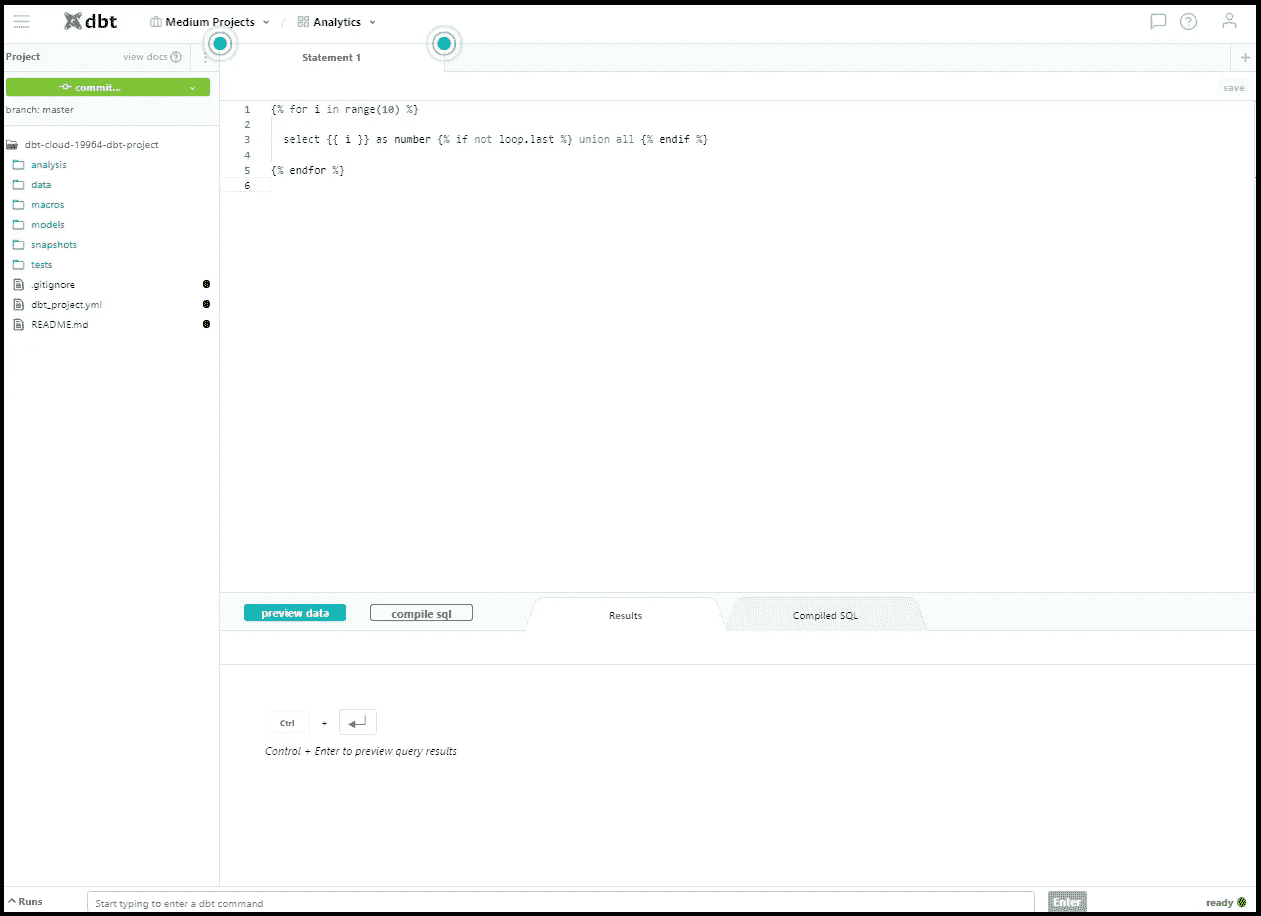 dbt Medium Projects / Analytics
Project view docs Statement 1
commit...
save
branch: master
1 {% for i in range(10) %}
2
3 select {{ i }} as number {% if not loop.last %} union all {% endif %}
4
5 {% endfor %}
6
dbt-cloud-19964-dbt-project
analysis
data
macros
models
snapshots
tests
.gitignore
dbt_project.yml
README.md
preview data compile sql Results Compiled SQL
Ctrl +
Control + Enter to preview query results
Runs Start typing to enter a dbt command Enter ready